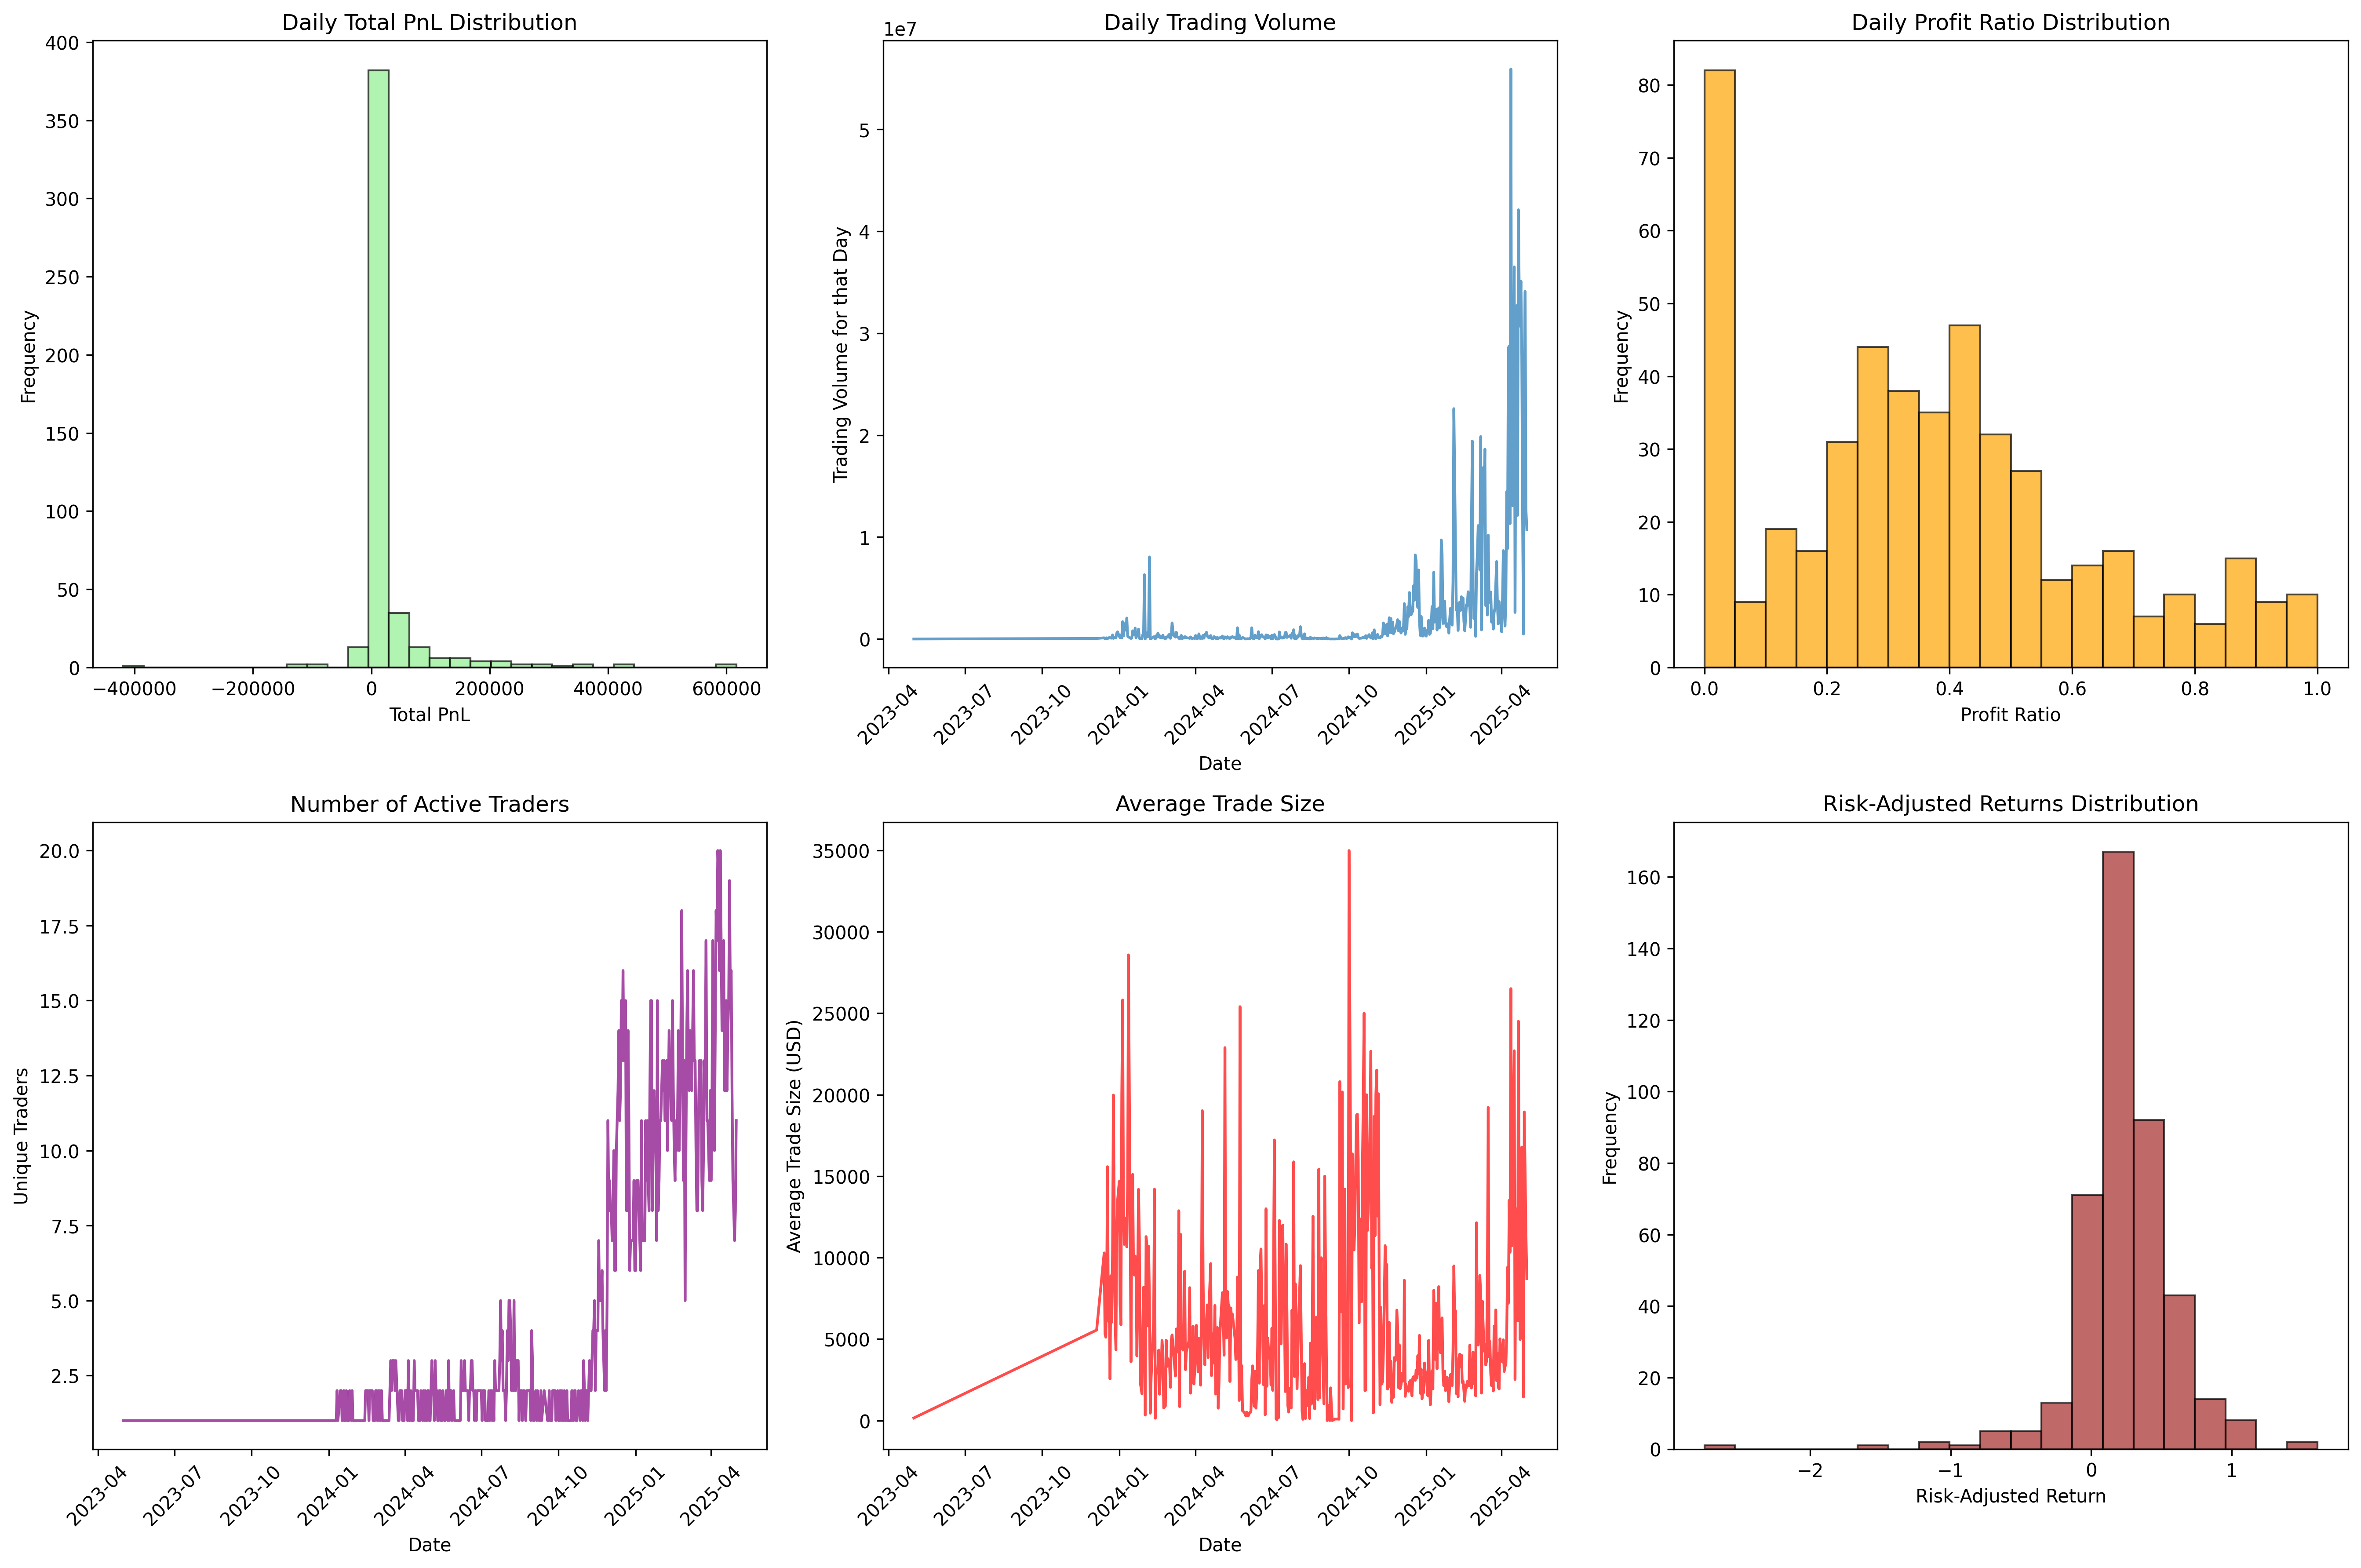 Daily Total PnL Distribution
400
350
300
250
200
150
100
50
0
Frequency
−400000 −200000 0 200000 400000 600000
Total PnL
Daily Trading Volume
1e7
5
4
3
2
1
0
Trading Volume for that Day
2023-04 2023-07 2023-10 2024-01 2024-04 2024-07 2024-10 2025-01 2025-04
Date
Daily Profit Ratio Distribution
80
70
60
50
40
30
20
10
0
Frequency
0.0 0.2 0.4 0.6 0.8 1.0
Profit Ratio
Number of Active Traders
20.0
17.5
15.0
12.5
10.0
7.5
5.0
2.5
Unique Traders
2023-04 2023-07 2023-10 2024-01 2024-04 2024-07 2024-10 2025-01 2025-04
Date
Average Trade Size
35000
30000
25000
20000
15000
10000
5000
0
Average Trade Size (USD)
2023-04 2023-07 2023-10 2024-01 2024-04 2024-07 2024-10 2025-01 2025-04
Date
Risk-Adjusted Returns Distribution
160
140
120
100
80
60
40
20
0
Frequency
−2 −1 0 1
Risk-Adjusted Return